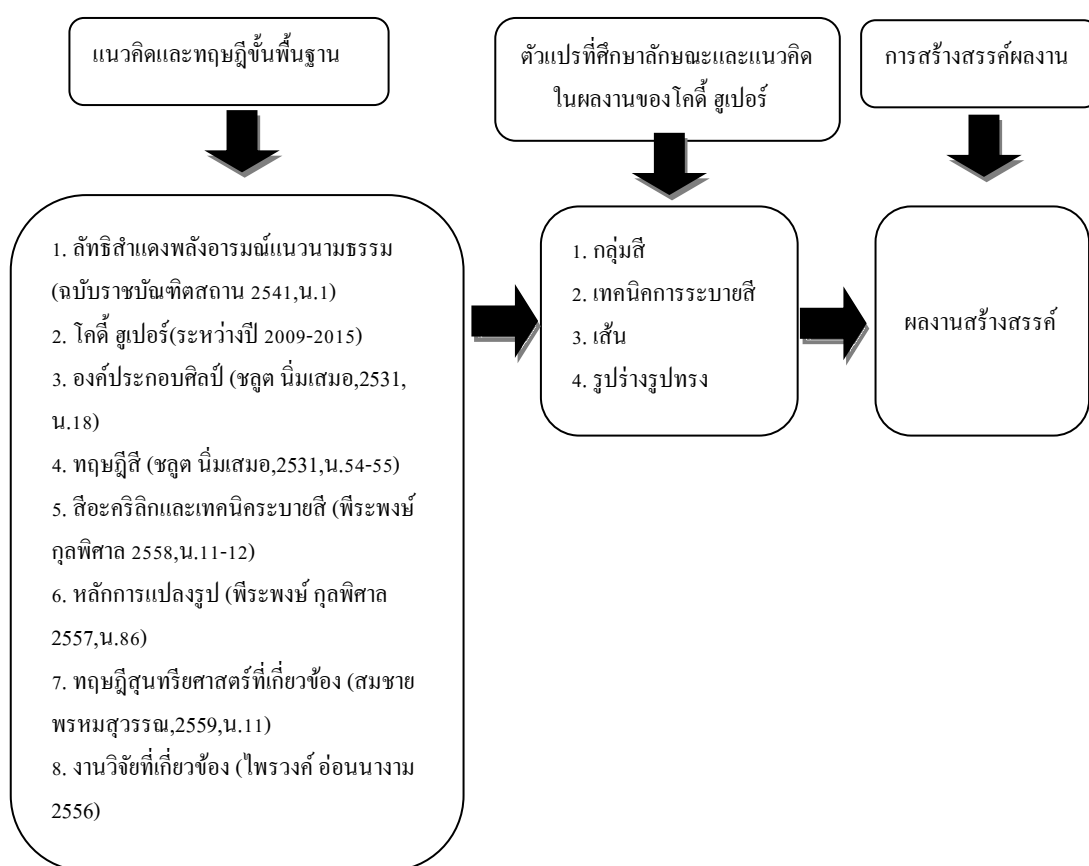 แนวคิดและทฤษฎีขั้นพื้นฐาน
ตัวแปรที่ศึกษาลักษณะและแนวคิด
ในผลงานของโคดี้ ฮูเปอร์
การสร้างสรรค์ผลงาน
1. ลัทธิสำแดงพลังอารมณ์แนวนามธรรม
(ฉบับราชบัณฑิตสถาน 2541,น.1)
2. โคดี้ ฮูเปอร์(ระหว่างปี 2009-2015)
3. องค์ประกอบศิลป์ (ชลูต นิ่มเสมอ,2531,
น.18)
4. ทฤษฎีสี (ชลูต นิ่มเสมอ,2531,น.54-55)
5. สีอะคริลิกและเทคนิคระบายสี (พีระพงษ์
กุลพิศาล 2558,น.11-12)
6. หลักการแปลงรูป (พีระพงษ์ กุลพิศาล
2557,น.86)
7. ทฤษฎีสุนทรียศาสตร์ที่เกี่ยวข้อง (สมชาย
พรหมสุวรรณ,2559,น.11)
8. งานวิจัยที่เกี่ยวข้อง (ไพรวงค์ อ่อนนางาม
2556)
1. กลุ่มสี
2. เทคนิคการระบายสี
3. เส้น
4. รูปร่างรูปทรง
ผลงานสร้างสรรค์